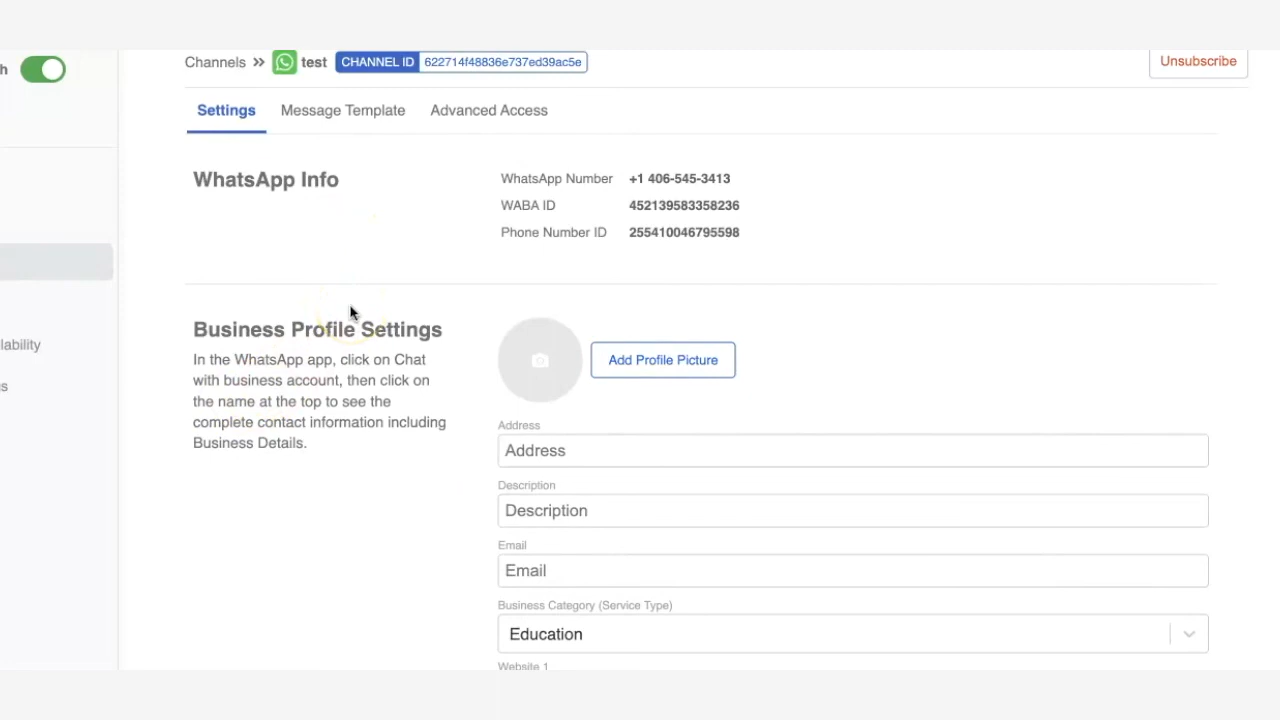 h
Channels >> test CHANNEL ID 622714f48836e737ed39ac5e
Unsubscribe
Settings Message Template Advanced Access
WhatsApp Info
WhatsApp Number +1 406-545-3413
WABA ID 452139583358236
Phone Number ID 255410046795598
lability
s
Business Profile Settings
In the WhatsApp app, click on Chat
with business account, then click on
the name at the top to see the
complete contact information including
Business Details.
Add Profile Picture
Address
Address
Description
Description
Email
Email
Business Category (Service Type)
Education
Website 1